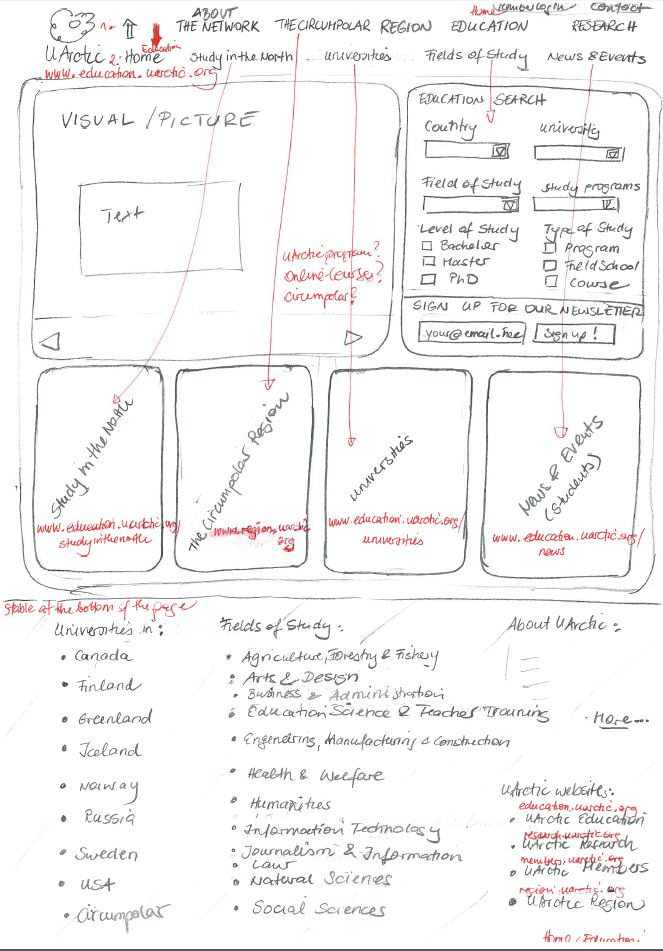 Home Members Login Contact
ABOUT
THE NETWORK THE CIRCUMPOLAR REGION EDUCATION RESEARCH
Education
UArctic 2: Home Study in the North Universities Fields of Study News & Events
www.education.uarctic.org
VISUAL / PICTURE
Text
UArctic program?
Online-Courses?
circumpolar?
EDUCATION SEARCH
Country University
Field of Study Study programs
Level of Study Type of Study
Bachelor Program
Master Field School
PhD Course
SIGN UP FOR OUR NEWSLETTER
your@email.here Sign up!
Study in the North
www.education.uarctic.org/
studyinthenorth
The Circumpolar Region
www.region.uarctic
org
Universities
www.education.uarctic.org/
universities
News & Events
(Students)
www.education.uarctic.org/
news
Stable at the bottom of the page
Universities in:
• Canada
• Finland
• Greenland
• Iceland
• Norway
• Russia
• Sweden
• USA
• Circumpolar
Fields of Study:
• Agriculture, Forestry & Fishery
• Arts & Design
• Business & Administration
• Education Science & Teacher Training
• Engineering, Manufacturing & Construction
• Health & Welfare
• Humanities
• Information Technology
• Journalism & Information
• Law
• Natural Sciences
• Social Sciences
About UArctic:
More...
UArctic websites:
education.uarctic.org
• UArctic Education
research.uarctic.org
• UArctic Research
members.uarctic.org
• UArctic Members
region.uarctic.org
• UArctic Region
Home / Education